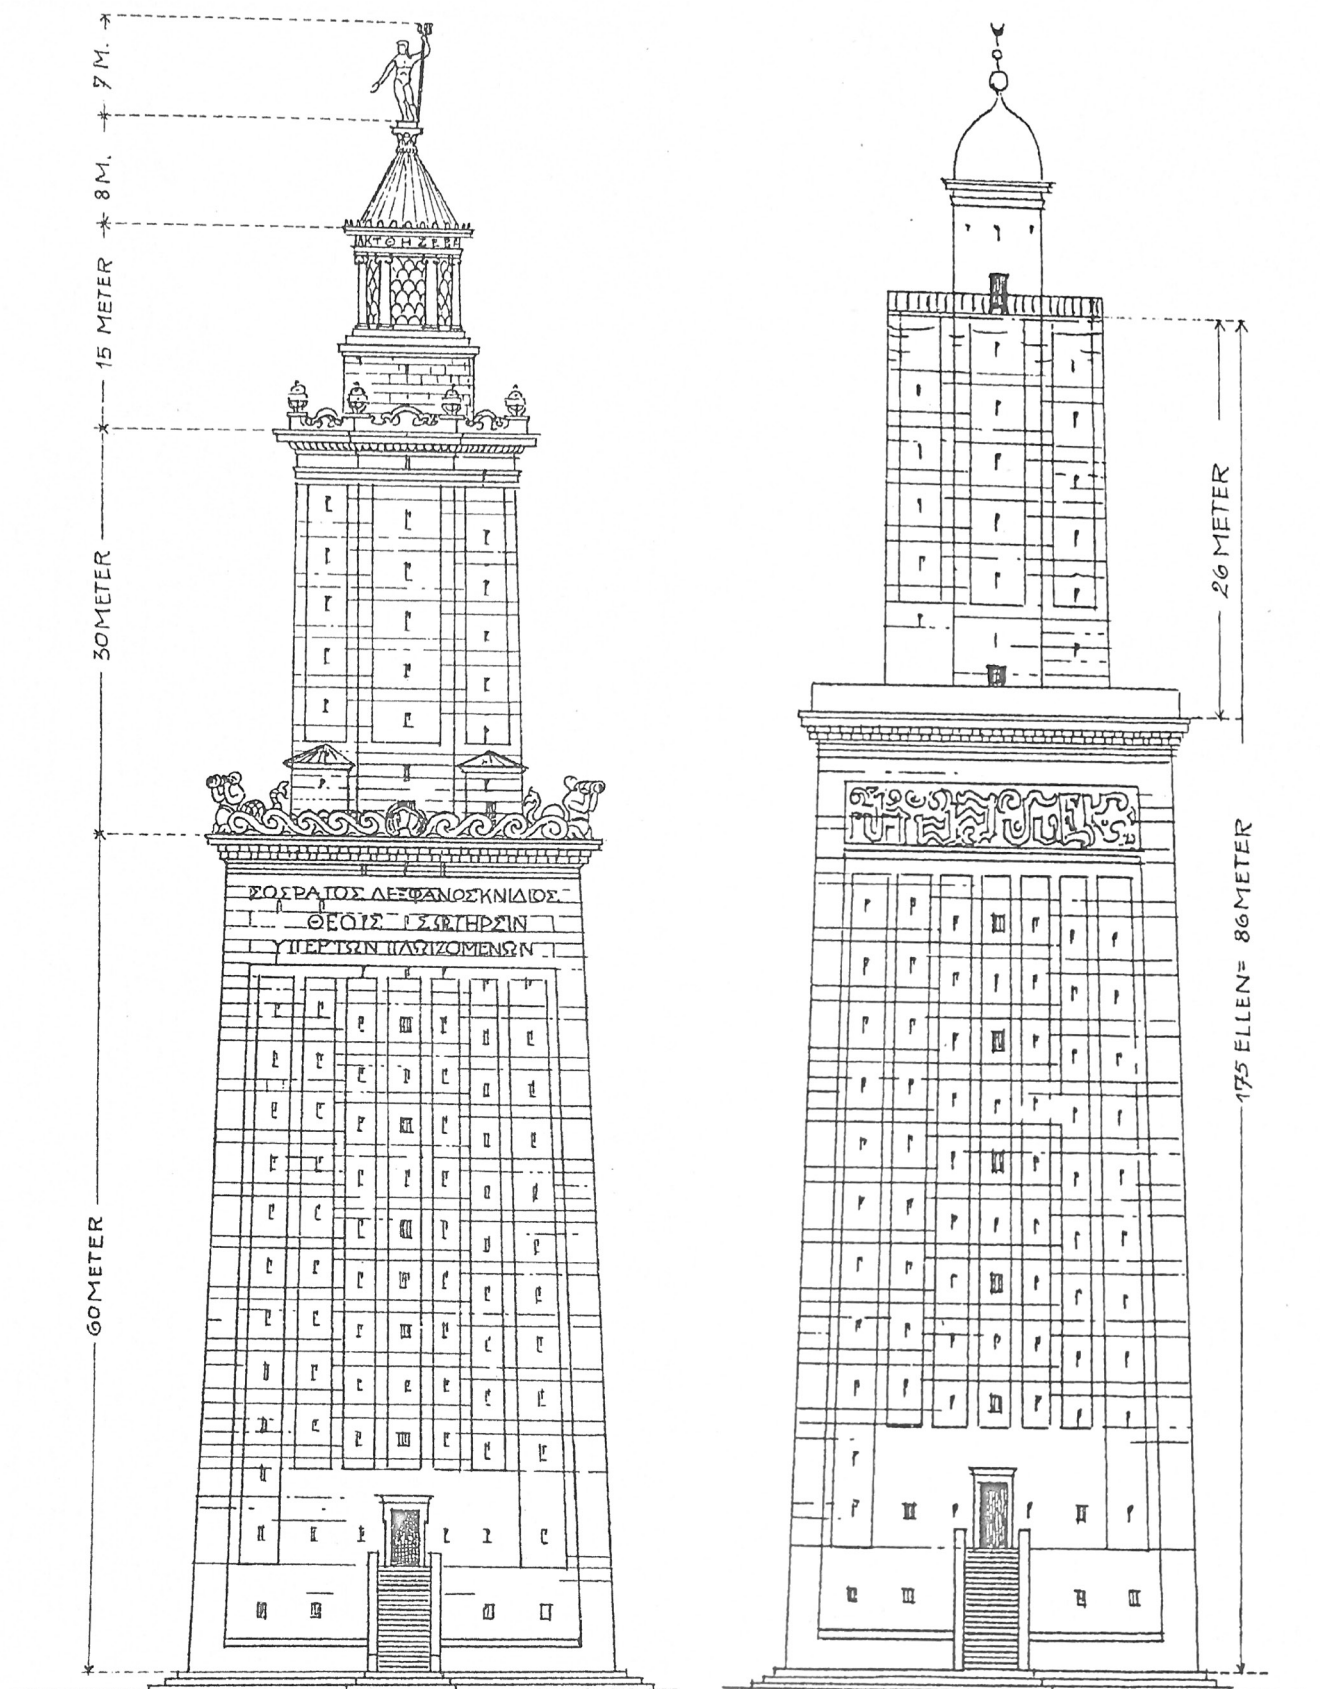 7 M.
8 M.
15 METER
30 METER
60 METER
ΣΟΣΡΑΤΟΣ ΔΕΞΦΑΝΟΣ ΚΝΙΔΙΟΣ
ΘΕΟΙΣ ΣΩΤΗΡΣΙΝ
ΥΠΕΡ ΤΩΝ ΠΛΩΙΖΟΜΕΝΩΝ
26 METER
175 ELLEN= 86 METER